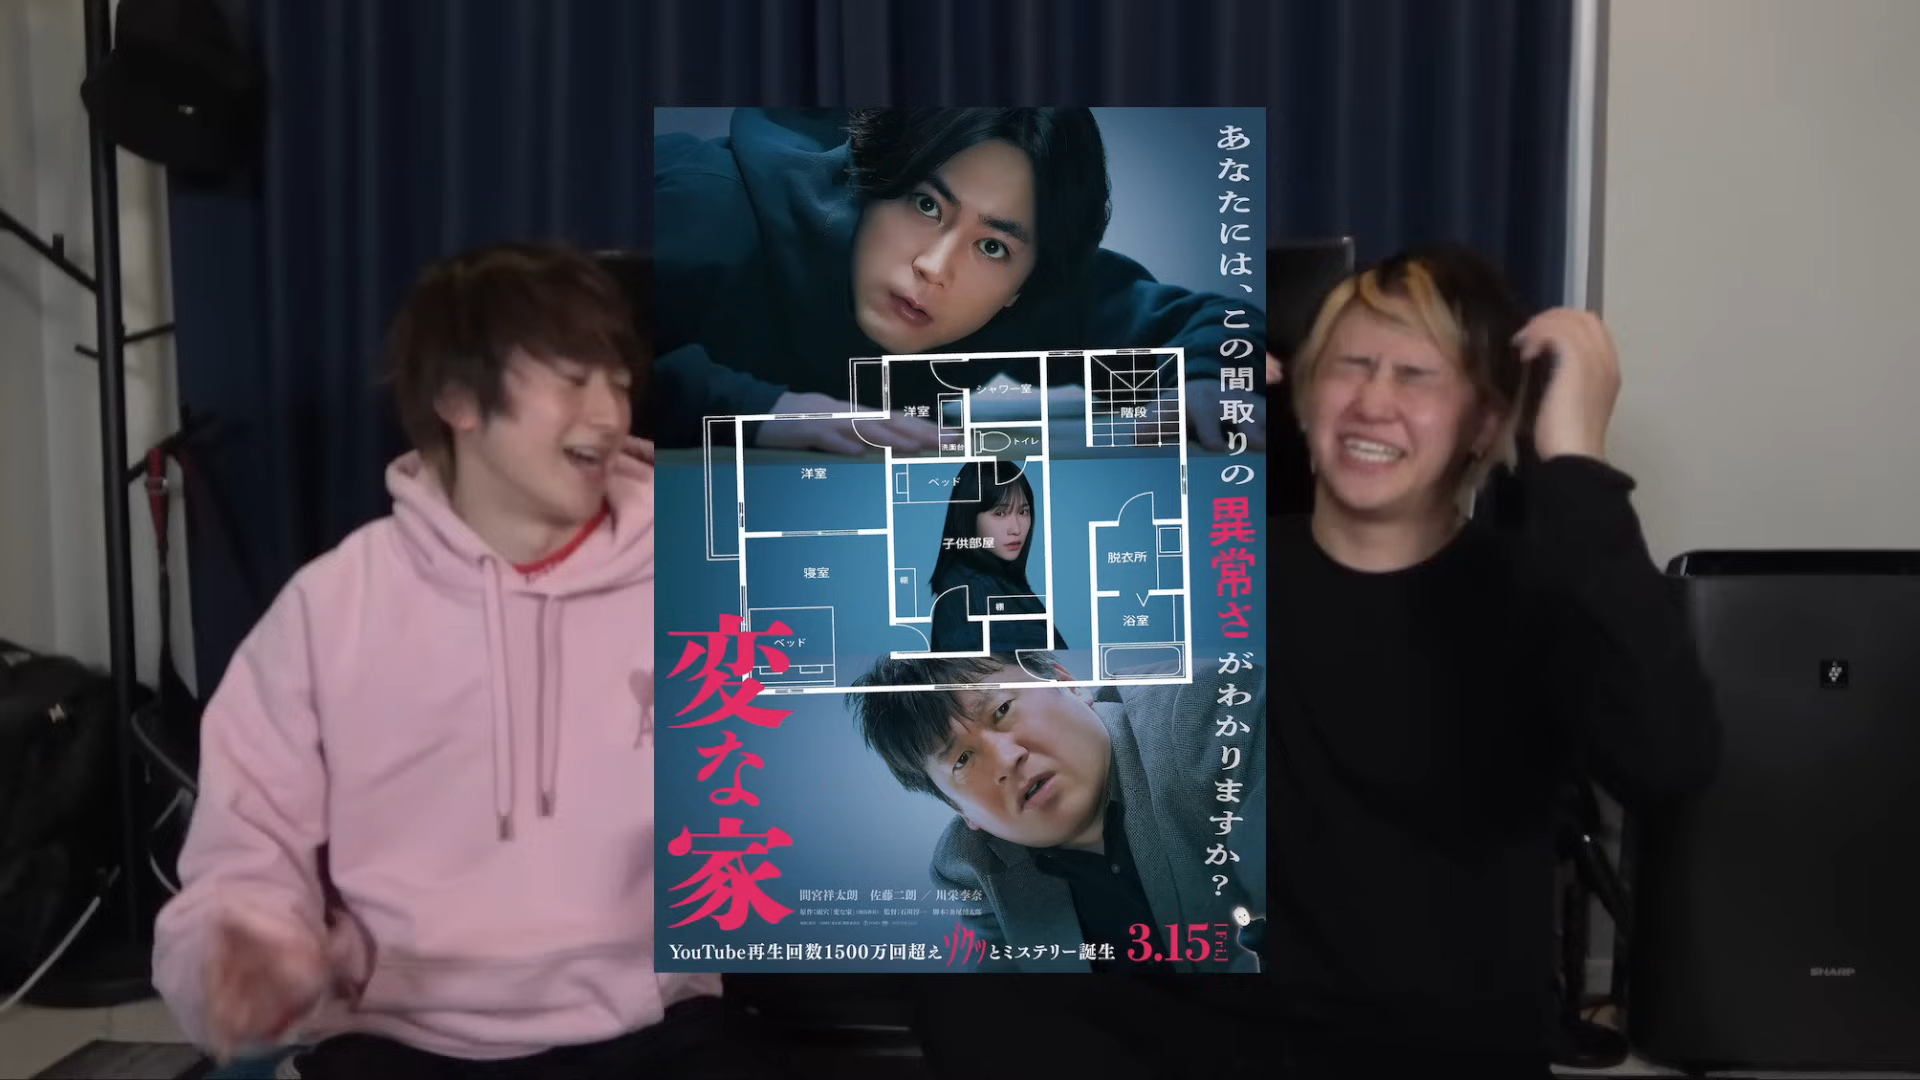 あなたには、この間取りの異常さがわかりますか?
シャワー室
洋室
階段
洗面台
トイレ
洋室
ベッド
子供部屋
脱衣所
寝室
棚
棚
浴室
ベッド
変な家
間宮祥太朗 佐藤二朗 / 川栄李奈
YouTube再生回数1500万回超え ゾクッとミステリー誕生
3.15 [Fri.]
SHARP